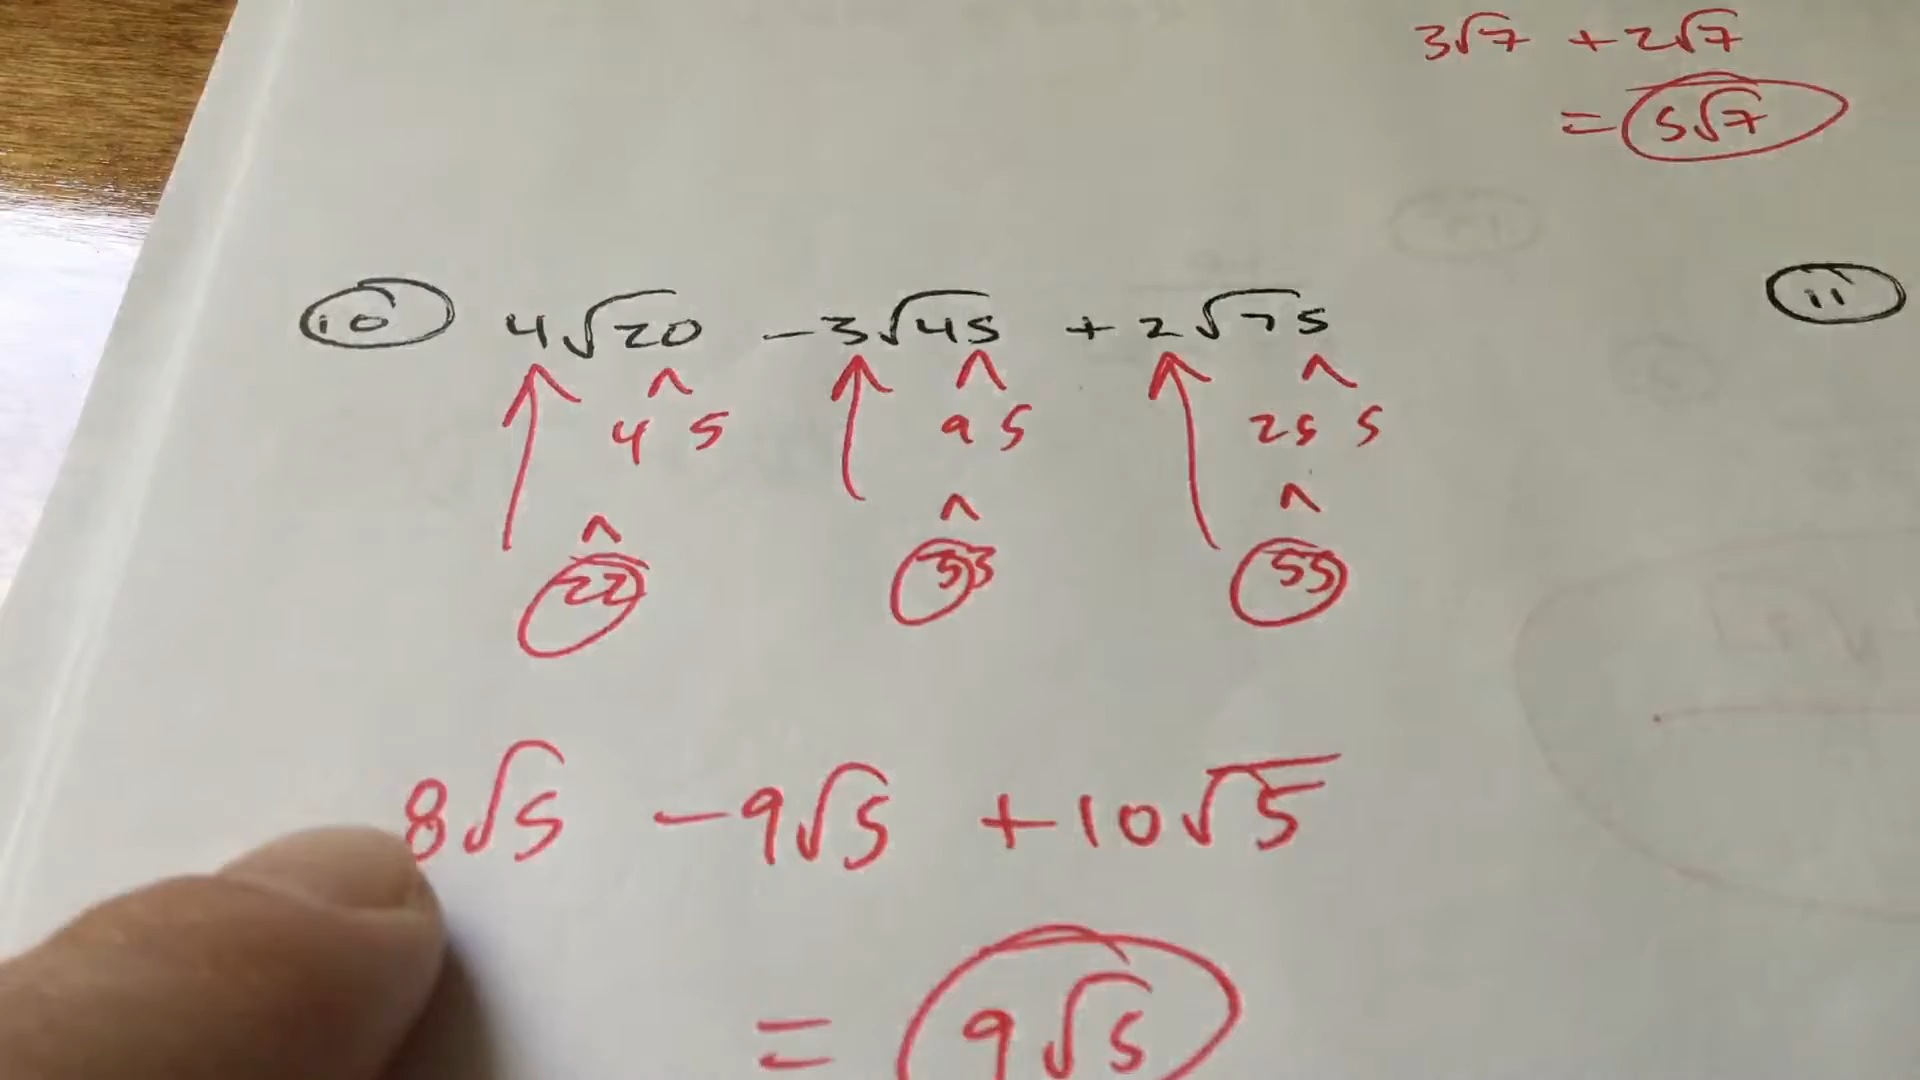 3√7 + 2√7
= 5√7
10 4√20 - 3√45 + 2√75
11
4 5 9 5 25 5
22 33 55
8√5 - 9√5 + 10√5
= 9√5